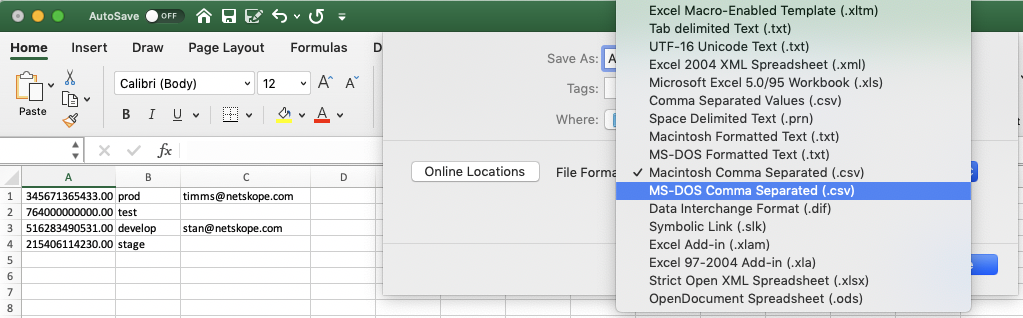 AutoSave OFF
Home Insert Draw Page Layout Formulas D
Paste
Calibri (Body) 12 A A
B I U A
fx
A B C D
1 345671365433.00 prod timms@netskope.com
2 764000000000.00 test
3 516283490531.00 develop stan@netskope.com
4 215406114230.00 stage
5
6
7
8
Save As: A
Tags:
Where:
Online Locations File Forma
Excel Macro-Enabled Template (.xltm)
Tab delimited Text (.txt)
UTF-16 Unicode Text (.txt)
Excel 2004 XML Spreadsheet (.xml)
Microsoft Excel 5.0/95 Workbook (.xls)
Comma Separated Values (.csv)
Space Delimited Text (.prn)
Macintosh Formatted Text (.txt)
MS-DOS Formatted Text (.txt)
✓ Macintosh Comma Separated (.csv)
MS-DOS Comma Separated (.csv)
Data Interchange Format (.dif)
Symbolic Link (.slk)
Excel Add-in (.xlam)
Excel 97-2004 Add-in (.xla)
Strict Open XML Spreadsheet (.xlsx)
OpenDocument Spreadsheet (.ods)